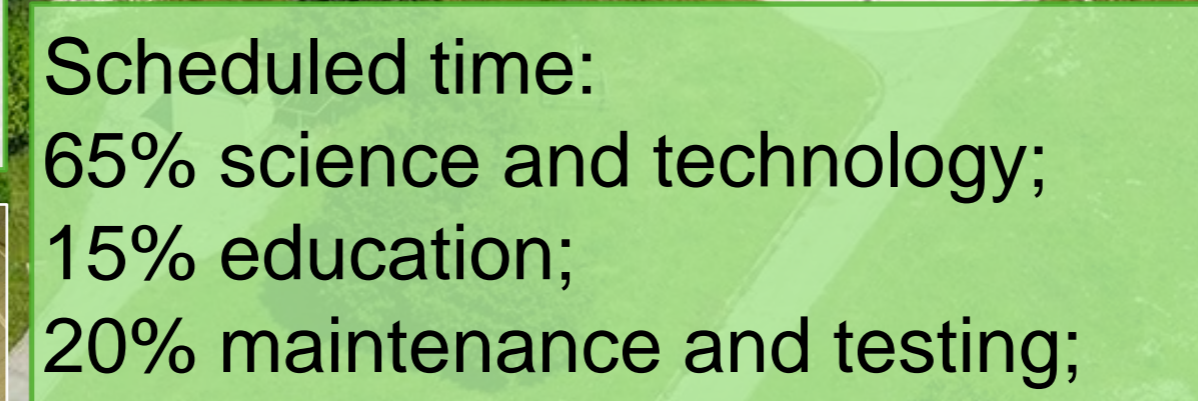 Scheduled time:
65% science and technology;
15% education;
20% maintenance and testing;